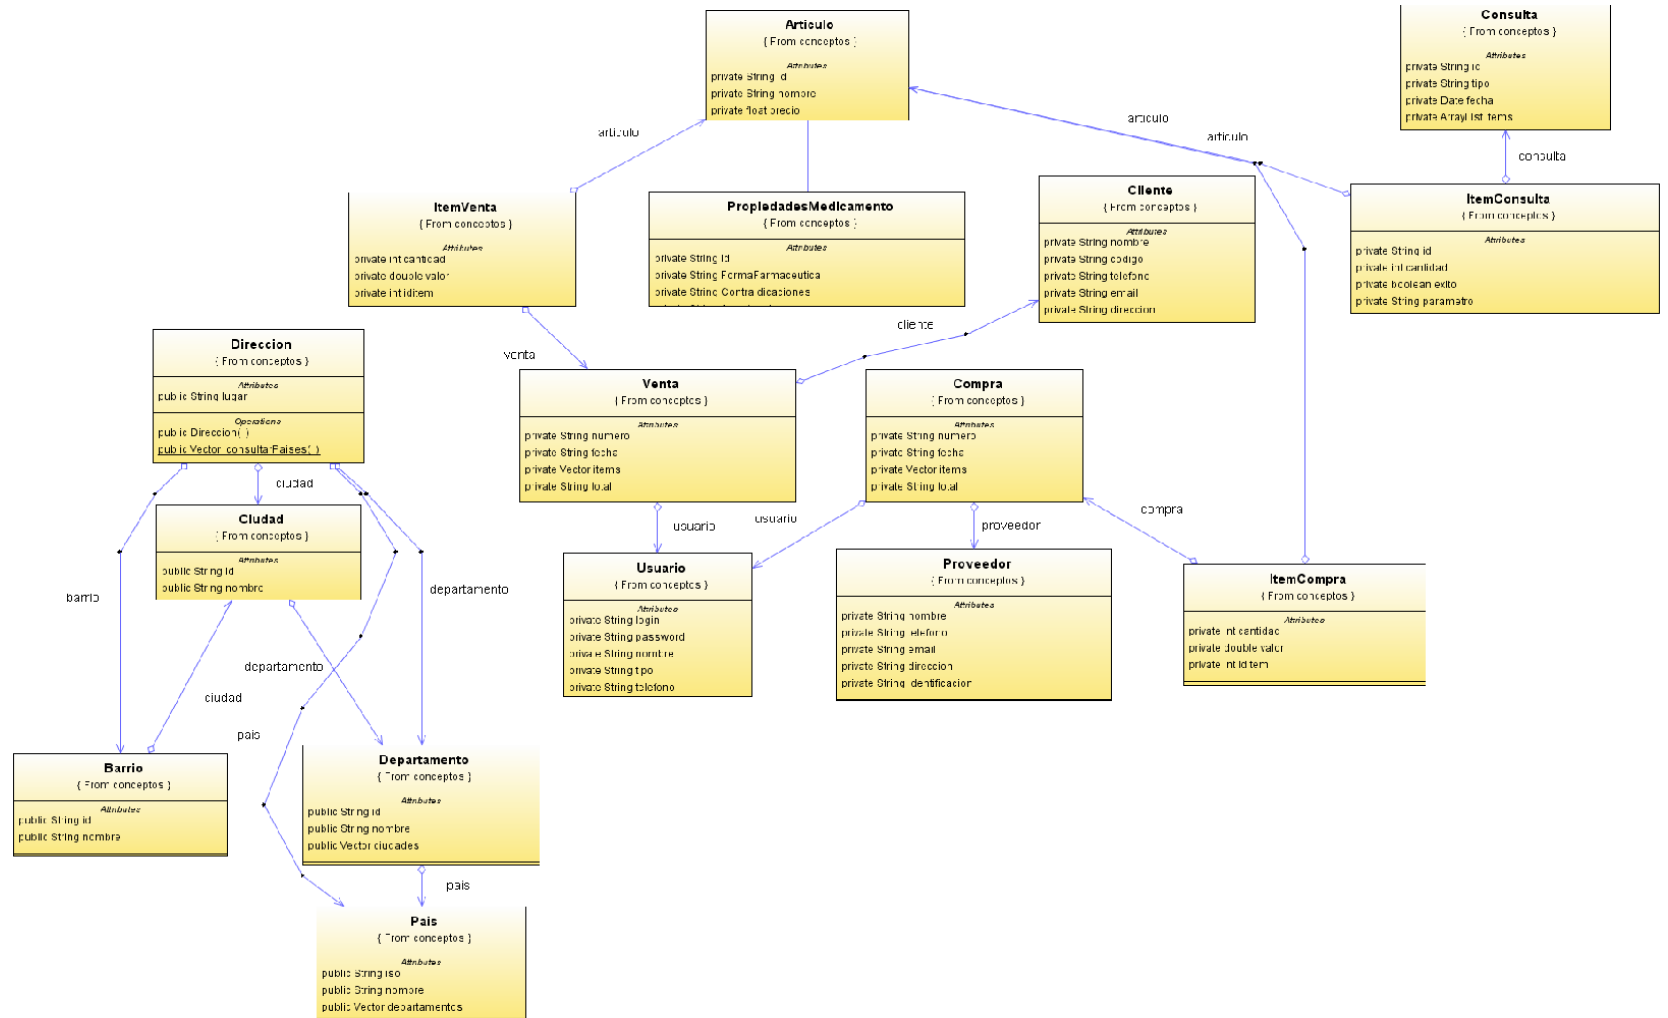 Articulo
{ From conceptos }
Attributes
private String id
private String nombre
private float precio
Consulta
{ From conceptos }
Attributes
private String id
private String tipo
private Date fecha
private ArrayList items
articulo
articulo
articulo
consulta
ItemVenta
{ From conceptos }
Attributes
private int cantidad
private double valor
private int iditem
PropiedadesMedicamento
{ From conceptos }
Attributes
private String id
private String FormaFarmaceutica
private String Contra dicaciones
Cliente
{ From conceptos }
Attributes
private String nombre
private String codigo
private String telefono
private String email
private String direccion
ItemConsulta
{ From conceptos }
Attributes
private String id
private int cantidad
private boolean exito
private String parametro
cliente
venta
Direccion
{ From conceptos }
Attributes
public String lugar
Operations
public Direccion( )
public Vector consultarPaises( )
Venta
{ From conceptos }
Attributes
private String numero
private String fecha
private Vector items
private String total
Compra
{ From conceptos }
Attributes
private String numero
private String fecha
private Vector items
private String total
ciudad
usuario
usuario
proveedor
compra
Ciudad
{ From conceptos }
Attributes
public String id
public String nombre
barrio
departamento
Usuario
{ From conceptos }
Attributes
private String login
private String password
private String nombre
private String tipo
private String telefono
Proveedor
{ From conceptos }
Attributes
private String nombre
private String telefono
private String email
private String direccion
private String identificacion
ItemCompra
{ From conceptos }
Attributes
private int cantidad
private double valor
private int iditem
departamento
ciudad
pais
Barrio
{ From conceptos }
Attributes
public String id
public String nombre
Departamento
{ From conceptos }
Attributes
public String id
public String nombre
public Vector ciudades
pais
Pais
{ From conceptos }
Attributes
public String iso
public String nombre
public Vector departamentos